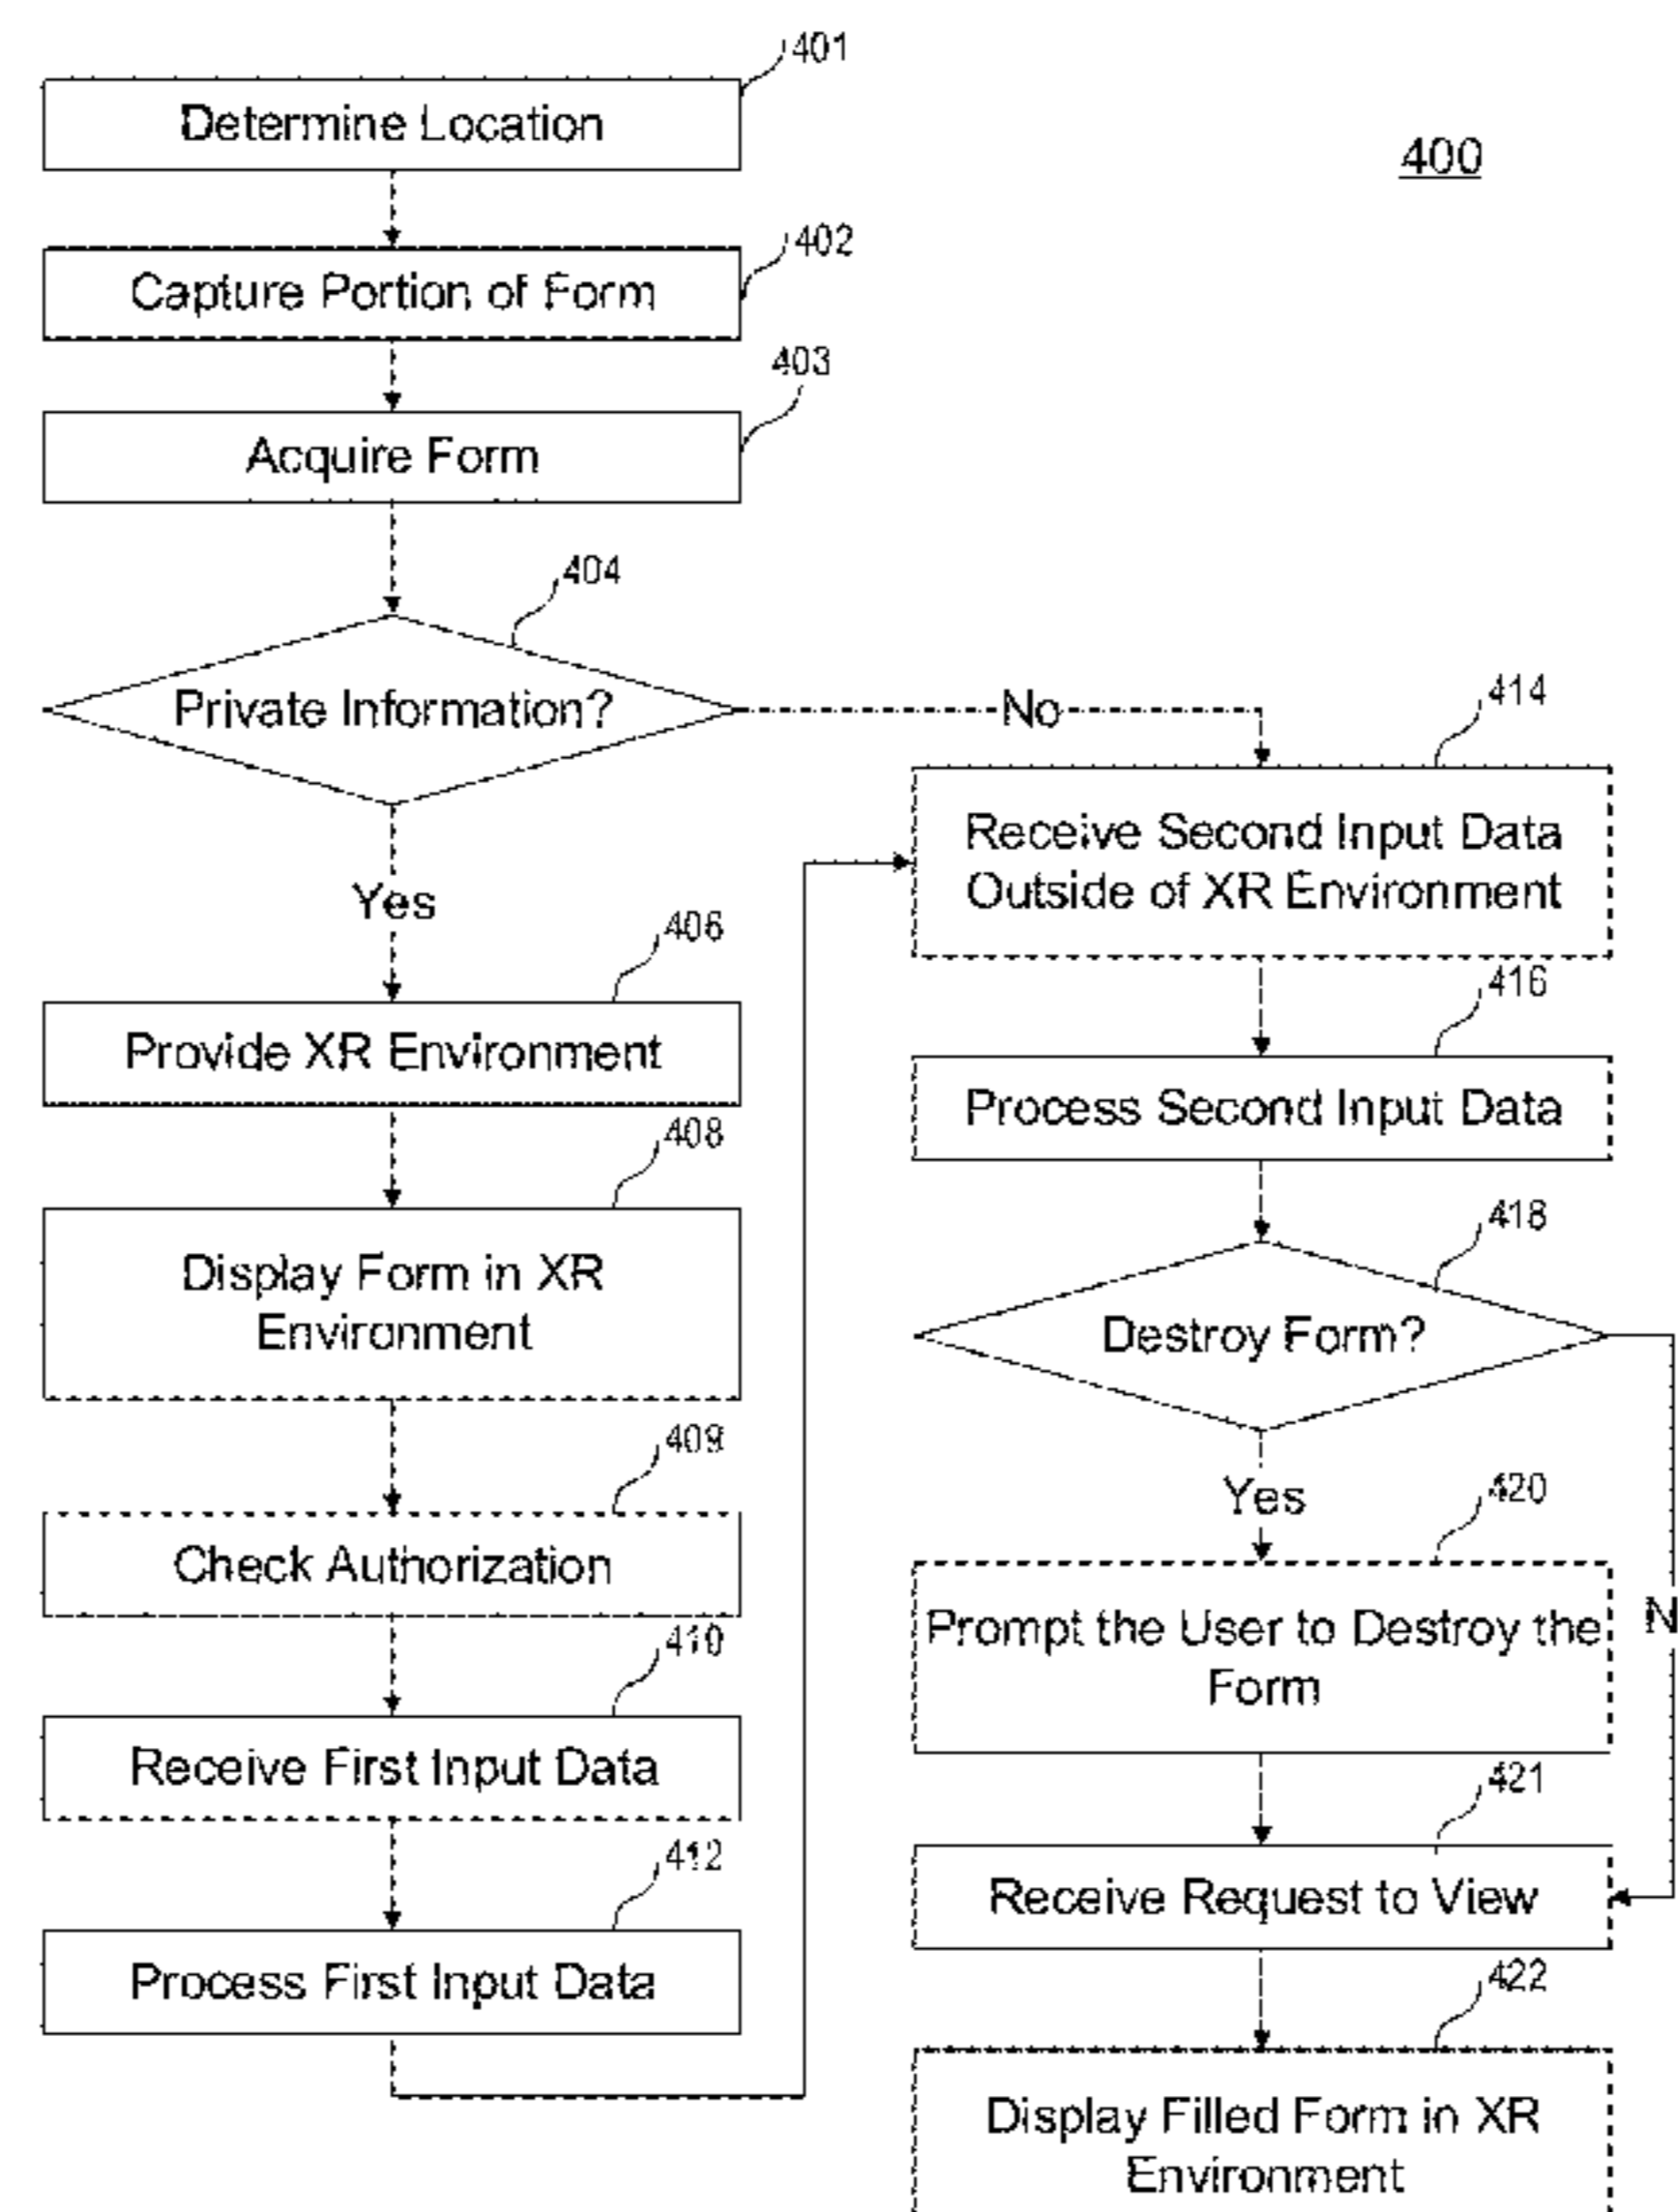 401
Determine Location
400
402
Capture Portion of Form
403
Acquire Form
404
Private Information?
No
Yes
406
Provide XR Environment
408
Display Form in XR
Environment
409
Check Authorization
410
Receive First Input Data
412
Process First Input Data
414
Receive Second Input Data
Outside of XR Environment
416
Process Second Input Data
418
Destroy Form?
Yes
N
420
Prompt the User to Destroy the
Form
421
Receive Request to View
422
Display Filled Form in XR
Environment